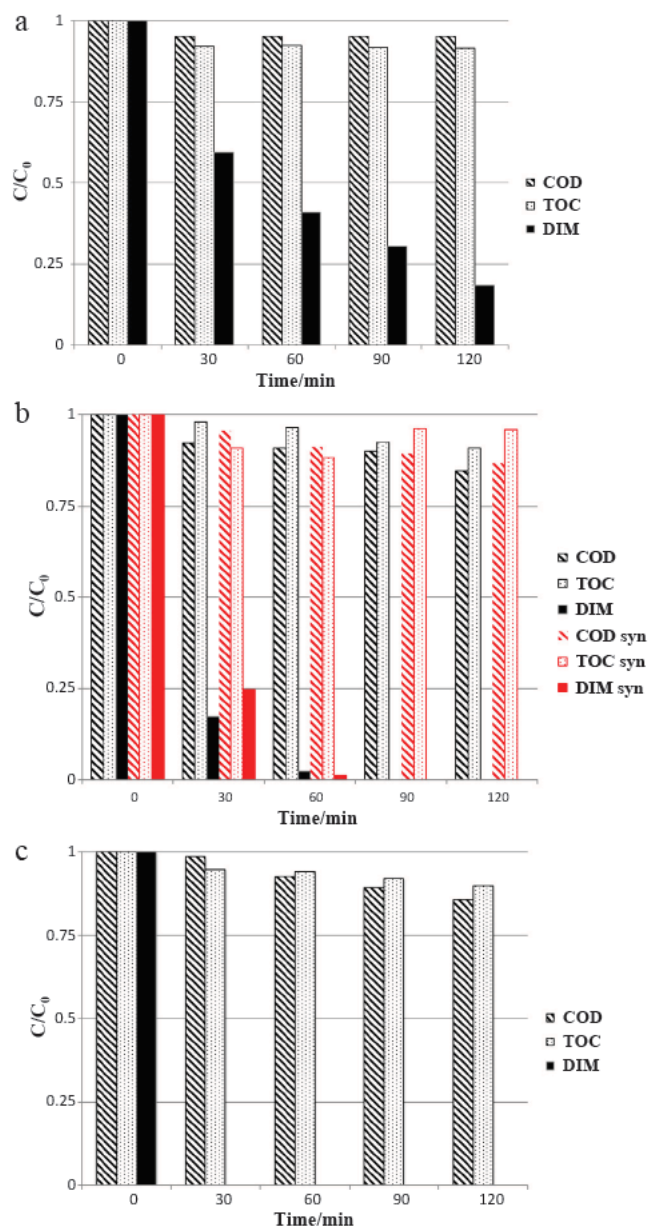 a
1
0.75
0.5
0.25
0
C/C₀
0 30 60 90 120
Time/min
COD
TOC
DIM
b
1
0.75
0.5
0.25
0
C/C₀
0 30 60 90 120
Time/min
COD
TOC
DIM
COD syn
TOC syn
DIM syn
c
1
0.75
0.5
0.25
0
C/C₀
0 30 60 90 120
Time/min
COD
TOC
DIM